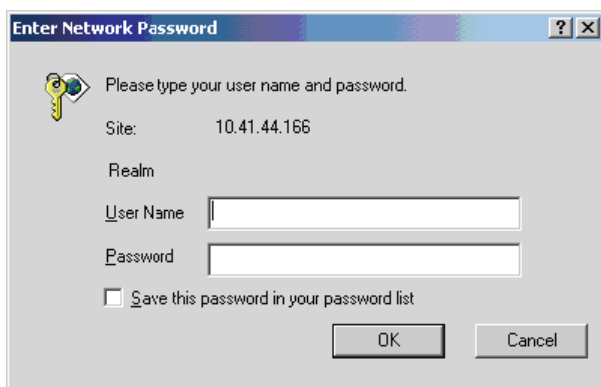 Enter Network Password
Please type your user name and password.
Site: 10.41.44.166
Realm
User Name
Password
Save this password in your password list
OK Cancel